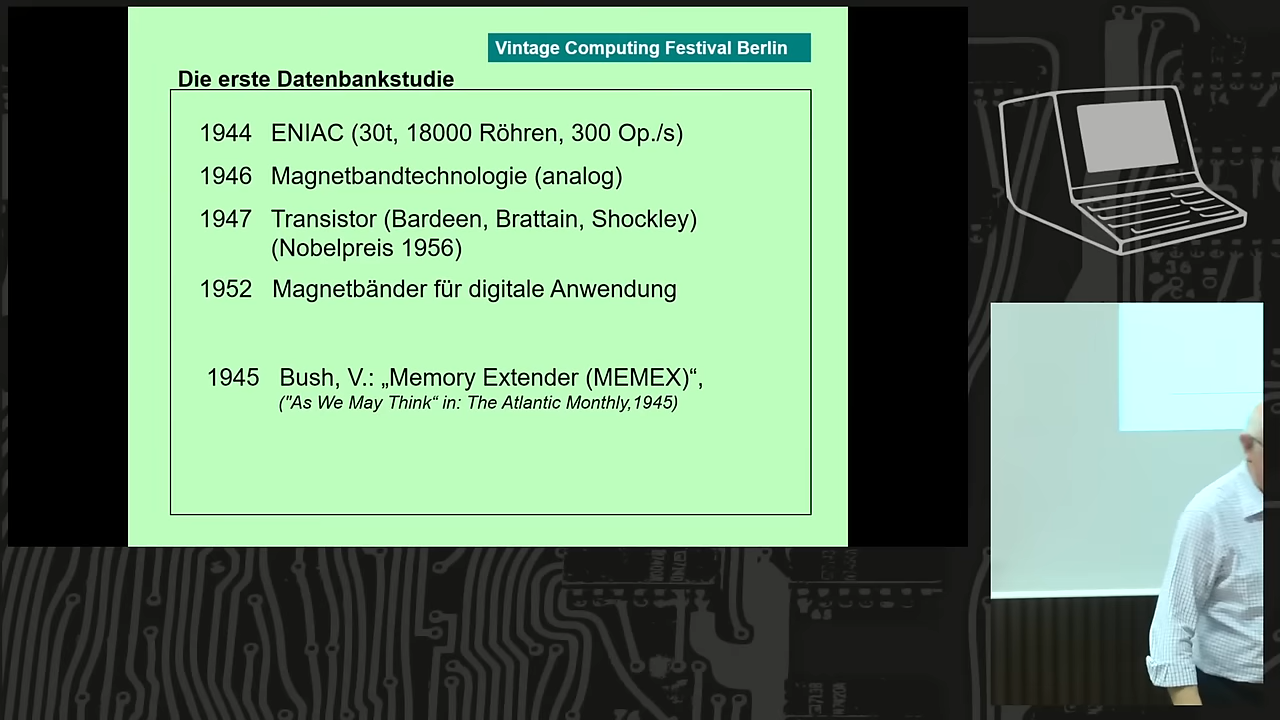 Vintage Computing Festival Berlin
Die erste Datenbankstudie
1944 ENIAC (30t, 18000 Röhren, 300 Op./s)
1946 Magnetbandtechnologie (analog)
1947 Transistor (Bardeen, Brattain, Shockley)
(Nobelpreis 1956)
1952 Magnetbänder für digitale Anwendung
1945 Bush, V.: „Memory Extender (MEMEX)“,
("As We May Think“ in: The Atlantic Monthly,1945)